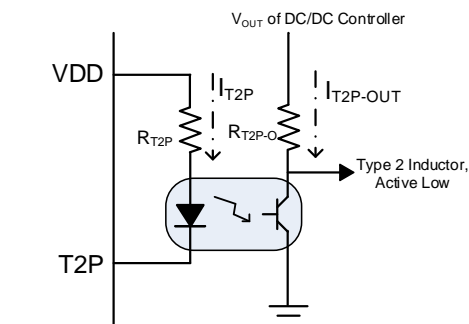 V_OUT of DC/DC Controller
VDD
I_T2P
I_T2P-OUT
R_T2P
R_T2P-O
Type 2 Inductor,
Active Low
T2P